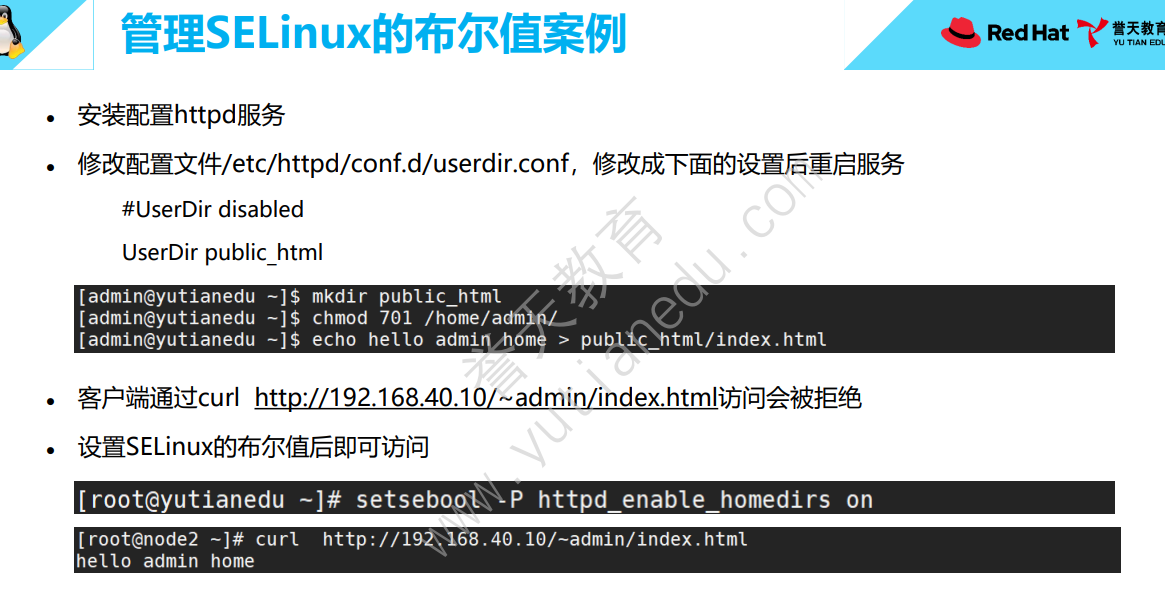 管理SELinux的布尔值案例
Red Hat
誉天教育
YU TIAN EDU
• 安装配置httpd服务
• 修改配置文件/etc/httpd/conf.d/userdir.conf，修改成下面的设置后重启服务
#UserDir disabled
UserDir public_html
[admin@yutianedu ~]$ mkdir public_html
[admin@yutianedu ~]$ chmod 701 /home/admin/
[admin@yutianedu ~]$ echo hello admin home > public_html/index.html
• 客户端通过curl http://192.168.40.10/~admin/index.html访问会被拒绝
• 设置SELinux的布尔值后即可访问
[root@yutianedu ~]# setsebool -P httpd_enable_homedirs on
[root@node2 ~]# curl  http://192.168.40.10/~admin/index.html
hello admin home
誉天教育
www.yutianedu.com